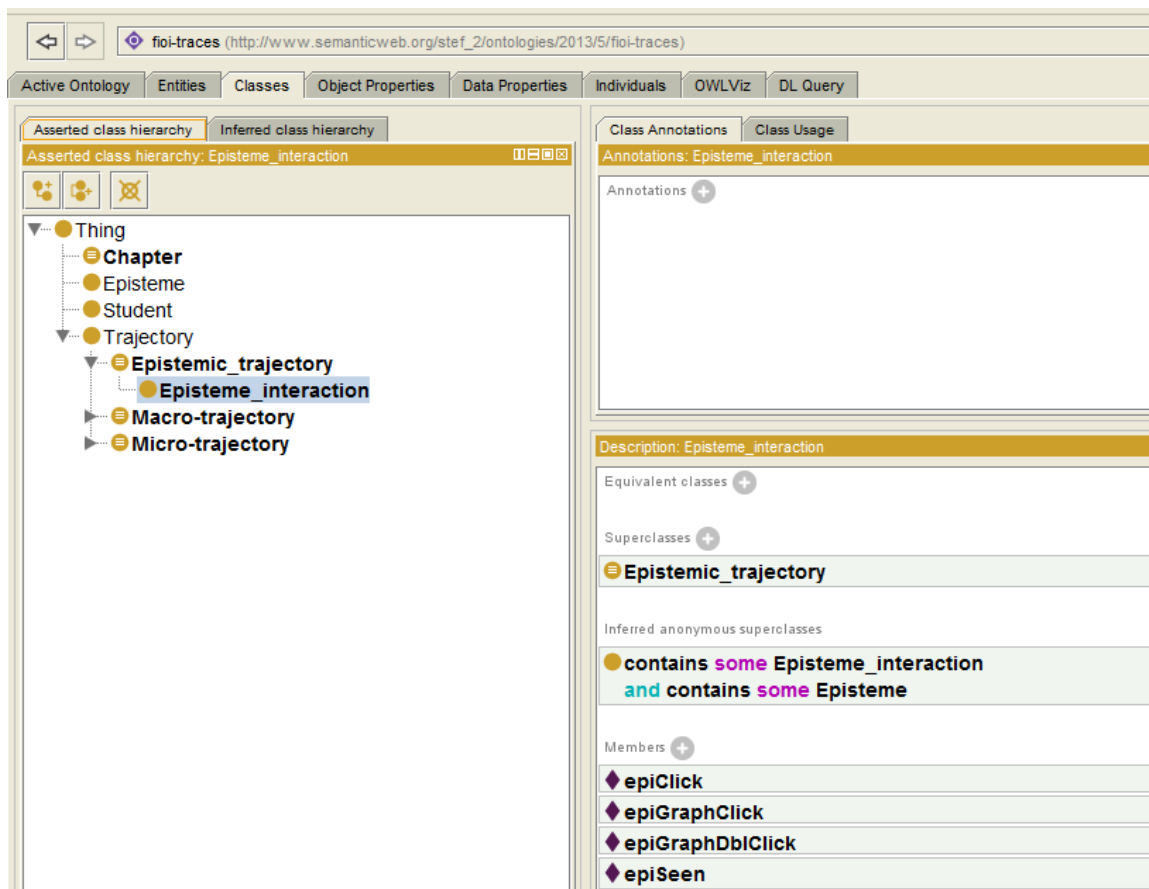 fioi-traces (http://www.semanticweb.org/stef_2/ontologies/2013/5/fioi-traces)
Active Ontology Entities Classes Object Properties Data Properties Individuals OWLViz DL Query
Asserted class hierarchy Inferred class hierarchy
Asserted class hierarchy: Episteme_interaction
Thing
Chapter
Episteme
Student
Trajectory
Epistemic_trajectory
Episteme_interaction
Macro-trajectory
Micro-trajectory
Class Annotations Class Usage
Annotations: Episteme_interaction
Annotations
Description: Episteme_interaction
Equivalent classes
Superclasses
Epistemic_trajectory
Inferred anonymous superclasses
contains some Episteme_interaction
and contains some Episteme
Members
epiClick
epiGraphClick
epiGraphDblClick
epiSeen